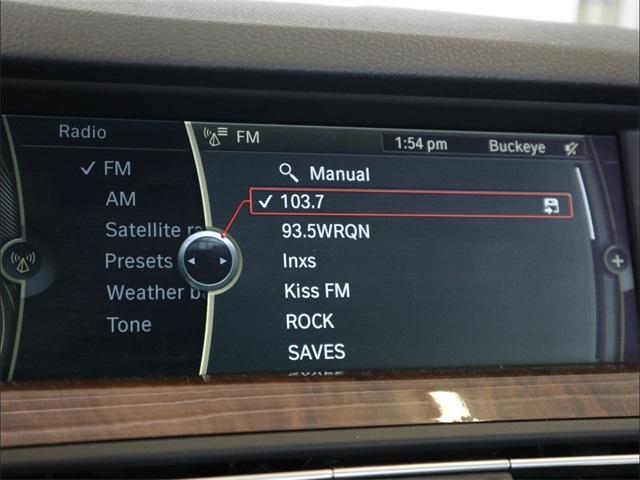 Radio
FM
AM
Satellite
Presets
Weather
Tone
FM
1:54 pm
Buckeye
Manual
103.7
93.5WRQN
Inxs
Kiss FM
ROCK
SAVES